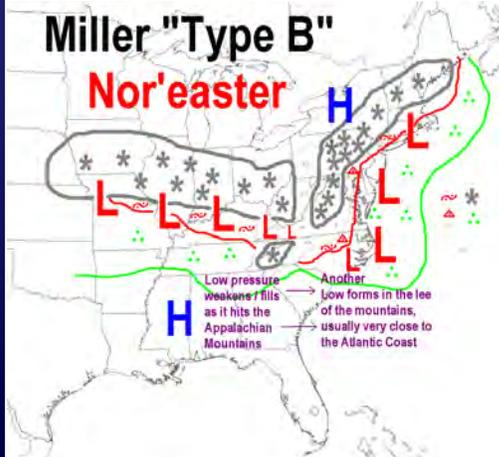 Miller "Type B"
Nor'easter
H
L L L L L
L
L
L
L
L
H
Low pressure
weakens / fills
as it hits the
Appalachian
Mountains
Another
Low forms in the lee
of the mountains,
usually very close to
the Atlantic Coast